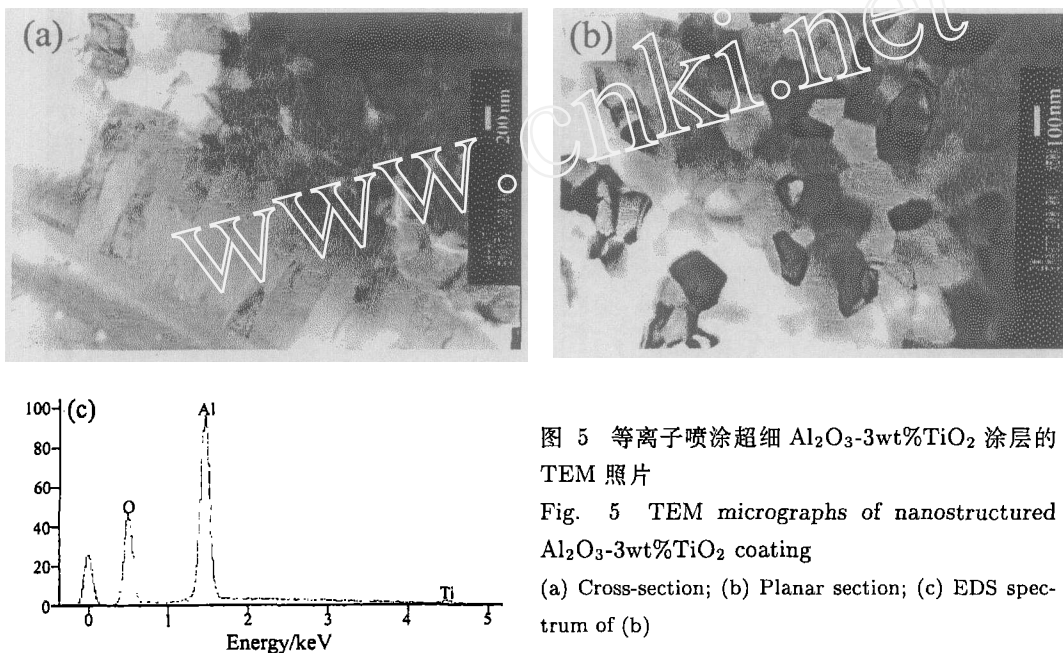 (a)
200nm
(b)
100nm
www.cnki.net
(c)
100
80
60
40
20
0
Al
O
Ti
0 1 2 3 4 5
Energy/keV
图 5 等离子喷涂超细 Al₂O₃-3wt%TiO₂ 涂层的
TEM 照片
Fig. 5 TEM micrographs of nanostructured
Al₂O₃-3wt%TiO₂ coating
(a) Cross-section; (b) Planar section; (c) EDS spec-
trum of (b)